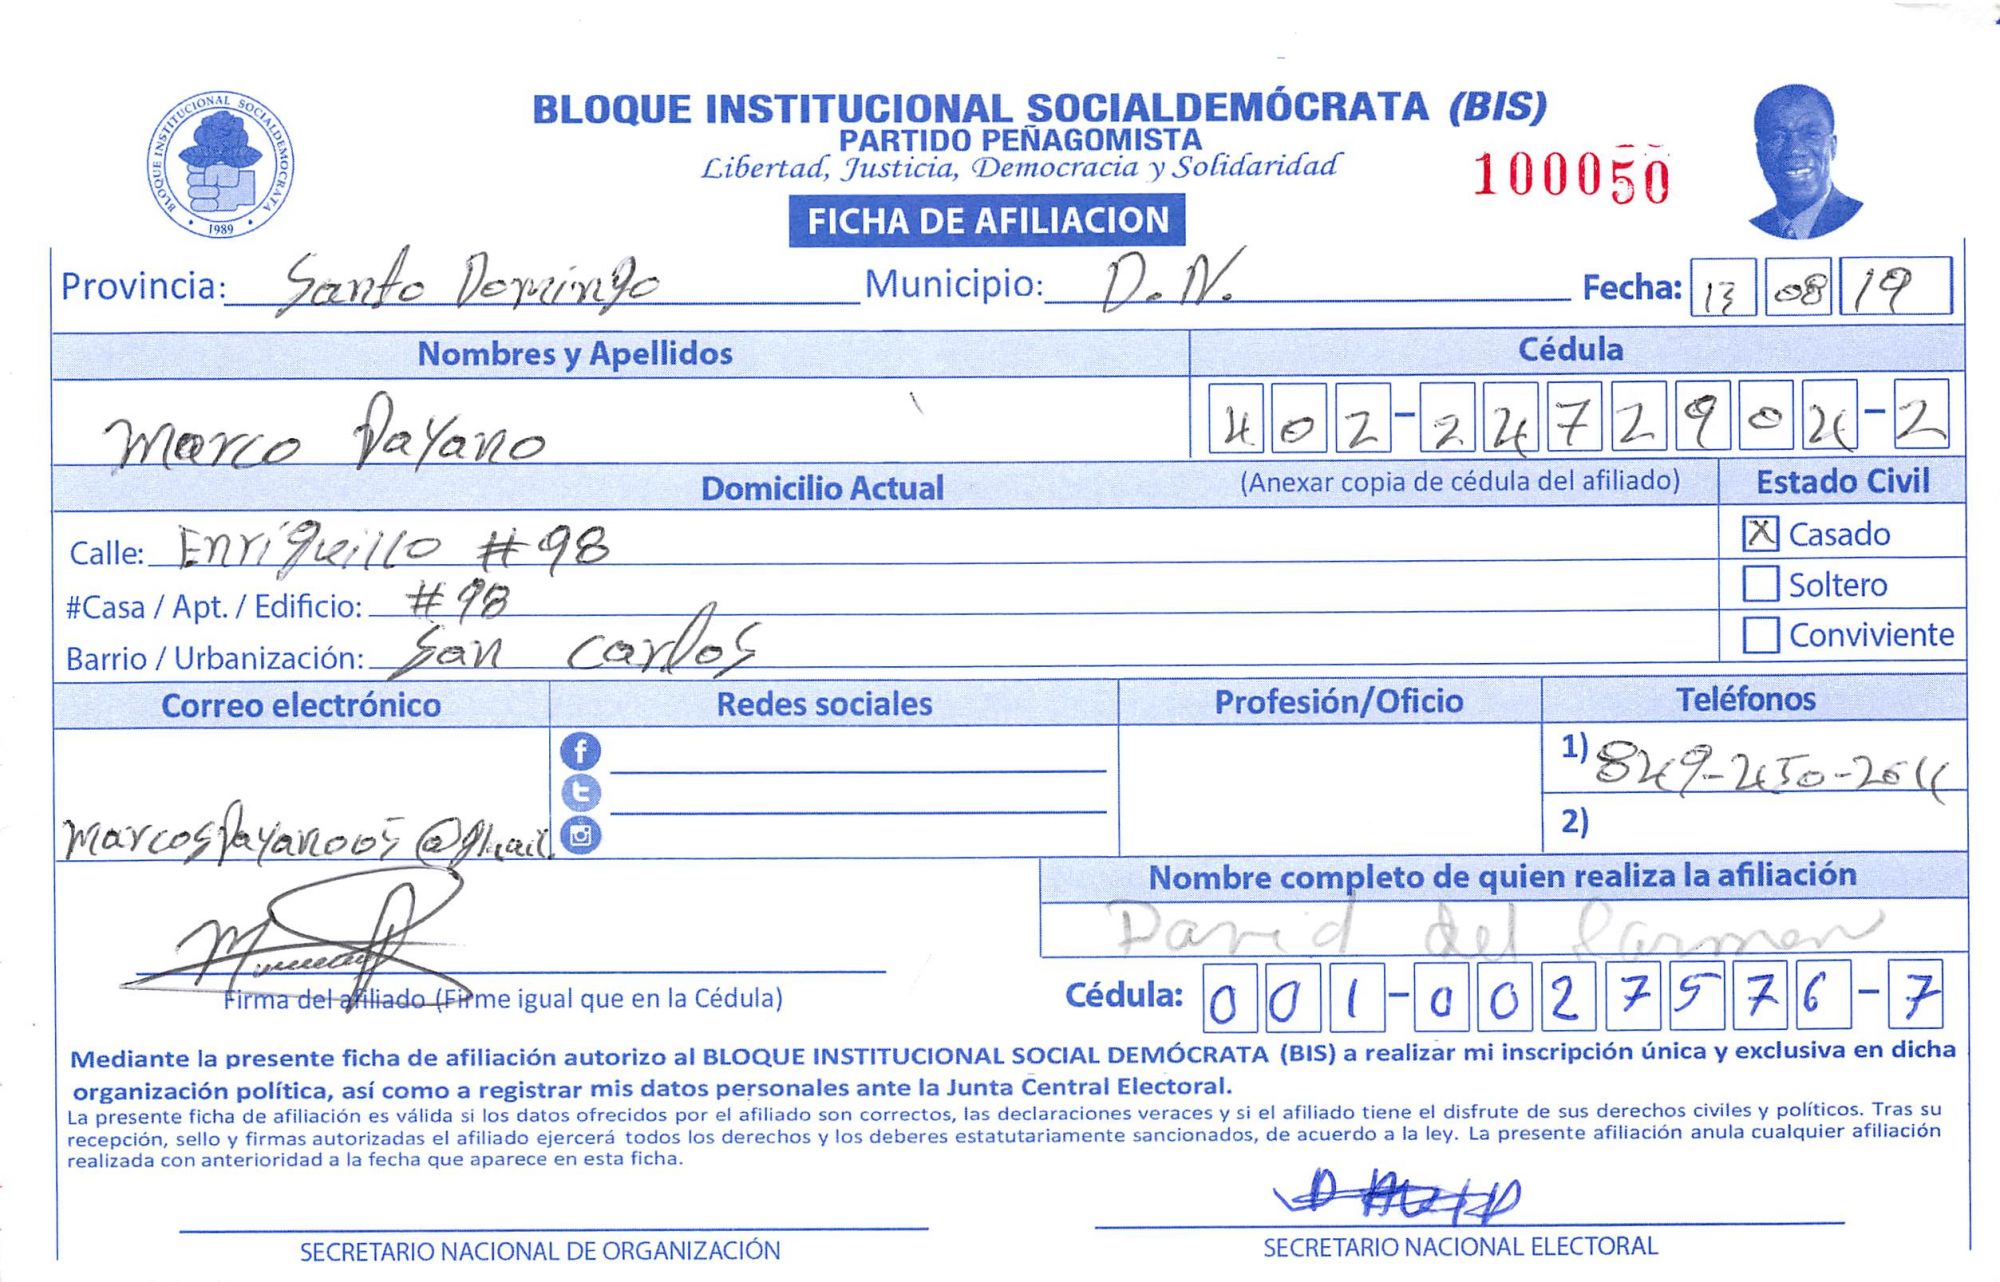 BLOQUE INSTITUCIONAL SOCIALDEMOCRATA
1989
BLOQUE INSTITUCIONAL SOCIALDEMÓCRATA (BIS)
PARTIDO PEÑAGOMISTA
Libertad, Justicia, Democracia y Solidaridad
100050
FICHA DE AFILIACION
Provincia: Santo Domingo Municipio: D.N. Fecha: 13 08 19
Nombres y Apellidos Cédula
Marco Payano 402-2472904-2
Domicilio Actual (Anexar copia de cédula del afiliado) Estado Civil
Calle: Enriquillo #98 X Casado
#Casa / Apt. / Edificio: #98 Soltero
Barrio / Urbanización: San Carlos Conviviente
Correo electrónico Redes sociales Profesión/Oficio Teléfonos
1) 849-450-2644
2)
MarcosPayano05@gmail.
Nombre completo de quien realiza la afiliación
David del Carmen
Firma del afiliado (Firme igual que en la Cédula) Cédula: 001-0027576-7
Mediante la presente ficha de afiliación autorizo al BLOQUE INSTITUCIONAL SOCIAL DEMÓCRATA (BIS) a realizar mi inscripción única y exclusiva en dicha
organización política, así como a registrar mis datos personales ante la Junta Central Electoral.
La presente ficha de afiliación es válida si los datos ofrecidos por el afiliado son correctos, las declaraciones veraces y si el afiliado tiene el disfrute de sus derechos civiles y políticos. Tras su
recepción, sello y firmas autorizadas el afiliado ejercerá todos los derechos y los deberes estatutariamente sancionados, de acuerdo a la ley. La presente afiliación anula cualquier afiliación
realizada con anterioridad a la fecha que aparece en esta ficha.
DAVID
SECRETARIO NACIONAL DE ORGANIZACIÓN SECRETARIO NACIONAL ELECTORAL